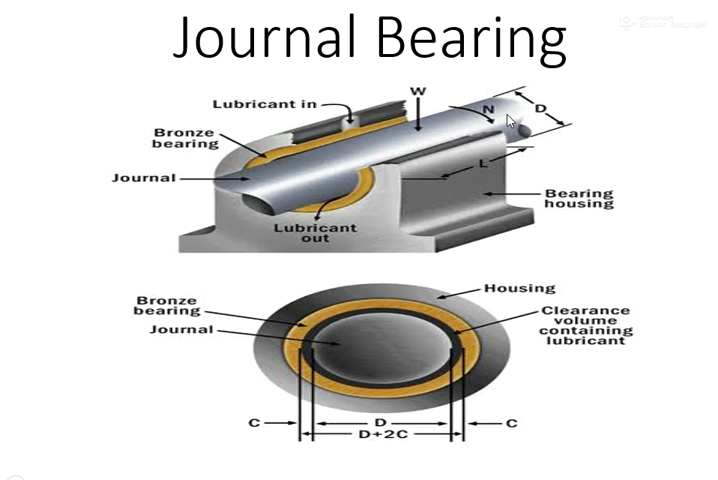 Journal Bearing
W
Lubricant in
N
D
Bronze
bearing
L
Journal
Bearing
housing
Lubricant
out
Housing
Bronze
bearing
Clearance
volume
containing
lubricant
Journal
C
D
C
D+2C